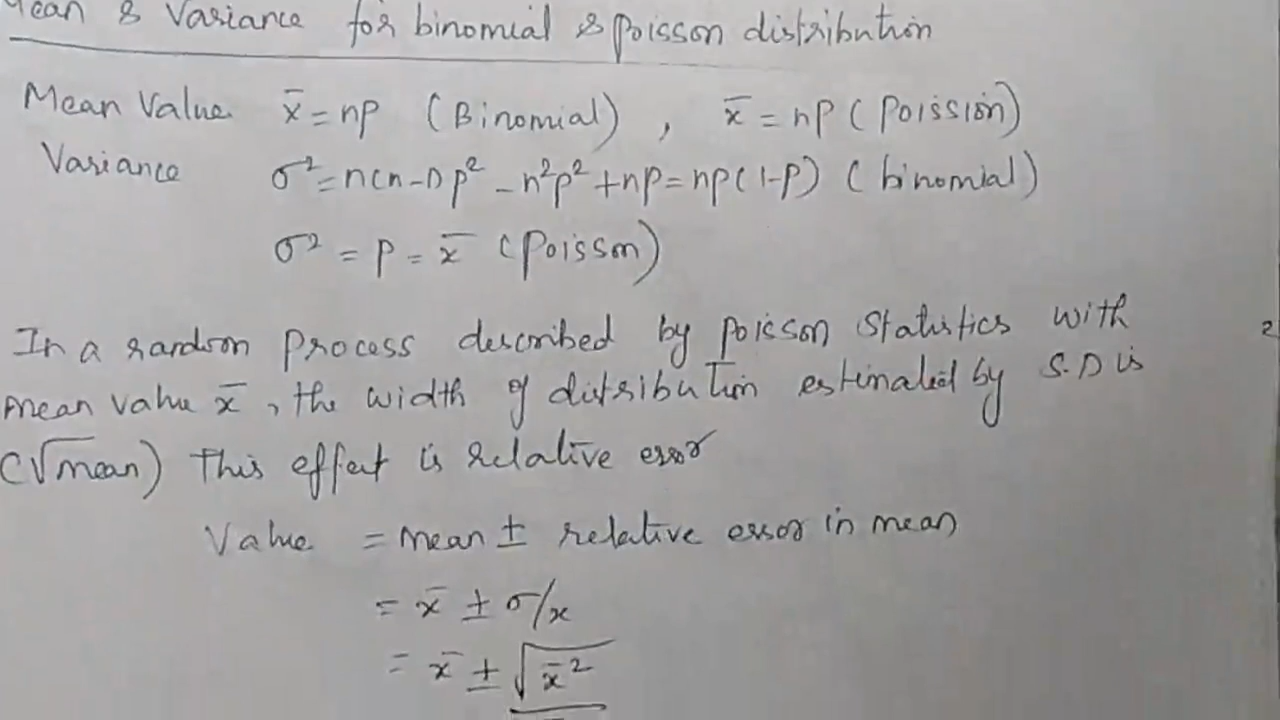 Mean & Variance for binomial & poisson distribution
Mean Value x̄ = np (Binomial) , x̄ = np (Poission)
Variance σ² = n(n-1)p² - n²p² + np = np(1-p) (binomial)
σ² = p = x̄ (Poisson)
In a random process described by poisson Statistics with
2
mean value x̄, the width of distribution estimated by S.D is
(√mean) This effect is relative error
Value = mean ± relative error in mean
= x̄ ± σ/x
= x̄ ± √x̄²